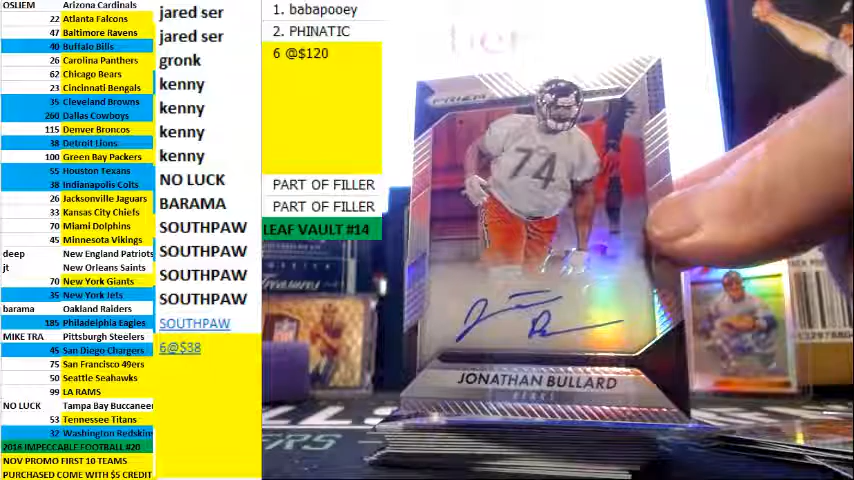 OSLIEM Arizona Cardinals
22 Atlanta Falcons
47 Baltimore Ravens
40 Buffalo Bills
26 Carolina Panthers
62 Chicago Bears
23 Cincinnati Bengals
35 Cleveland Browns
260 Dallas Cowboys
115 Denver Broncos
38 Detroit Lions
100 Green Bay Packers
55 Houston Texans
38 Indianapolis Colts
26 Jacksonville Jaguars
33 Kansas City Chiefs
70 Miami Dolphins
45 Minnesota Vikings
deep New England Patriots
jt New Orleans Saints
70 New York Giants
35 New York Jets
barama Oakland Raiders
185 Philadelphia Eagles
MIKE TRA Pittsburgh Steelers
45 San Diego Chargers
75 San Francisco 49ers
50 Seattle Seahawks
99 LA RAMS
NO LUCK Tampa Bay Buccaneer
53 Tennessee Titans
32 Washington Redskin
2016 IMPECCABLE FOOTBALL #20
NOV PROMO FIRST 10 TEAMS
PURCHASED COME WITH $5 CREDIT
jared ser
jared ser
gronk
kenny
kenny
kenny
kenny
NO LUCK
BARAMA
SOUTHPAW
SOUTHPAW
SOUTHPAW
SOUTHPAW
SOUTHPAW
6@$38
1. babapooey
2. PHINATIC
6 @$120
PART OF FILLER
PART OF FILLER
LEAF VAULT #14
PRIZM
74
JONATHAN BULLARD
BEARS